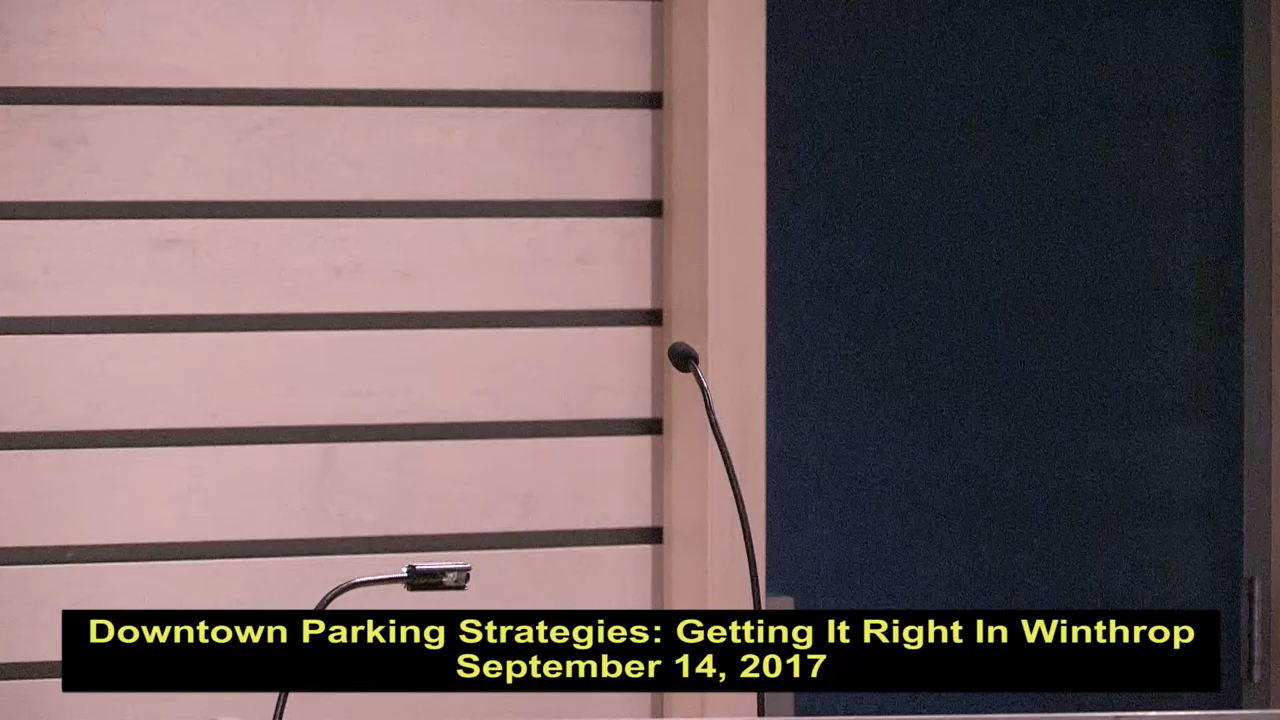 Downtown Parking Strategies: Getting It Right In Winthrop
September 14, 2017